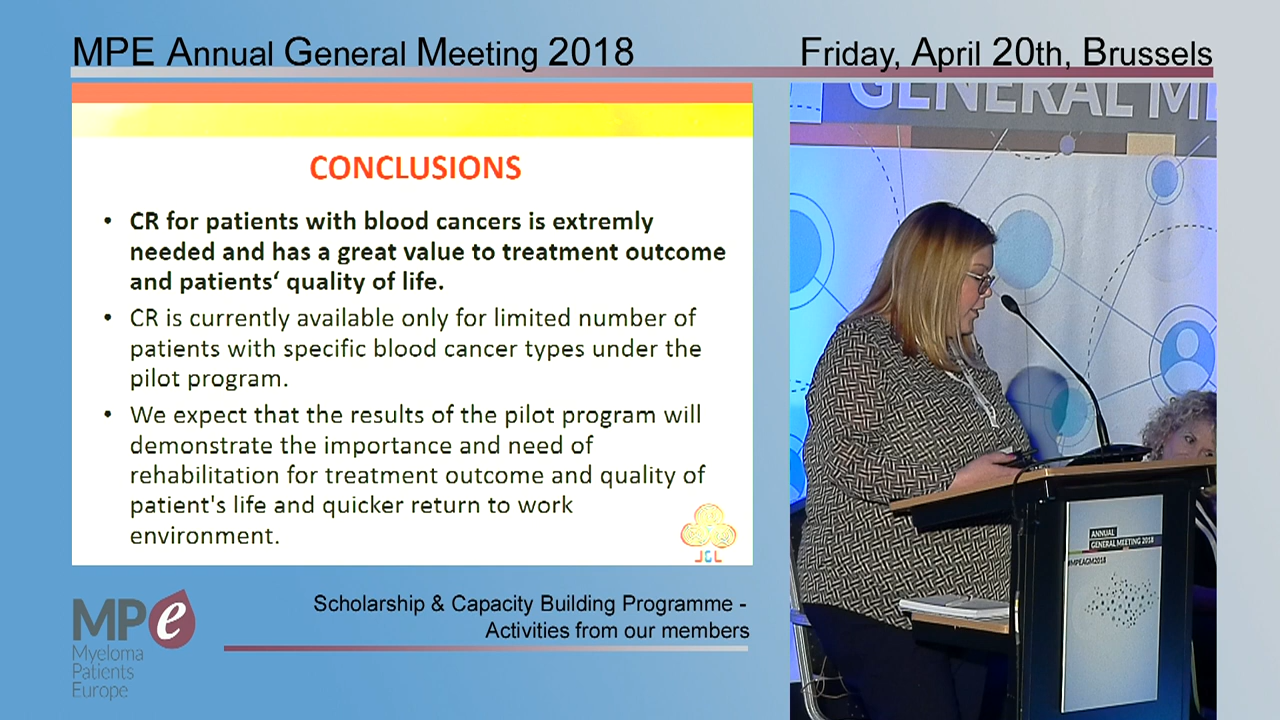 MPE Annual General Meeting 2018
Friday, April 20th, Brussels
CONCLUSIONS
• CR for patients with blood cancers is extremly
needed and has a great value to treatment outcome
and patients‘ quality of life.
• CR is currently available only for limited number of
patients with specific blood cancer types under the
pilot program.
• We expect that the results of the pilot program will
demonstrate the importance and need of
rehabilitation for treatment outcome and quality of
patient's life and quicker return to work
environment.
JGL
GENERAL ME
ANNUAL
GENERAL MEETING 2018
#MPEAGM2018
MPe
Myeloma
Patients
Europe
Scholarship & Capacity Building Programme -
Activities from our members